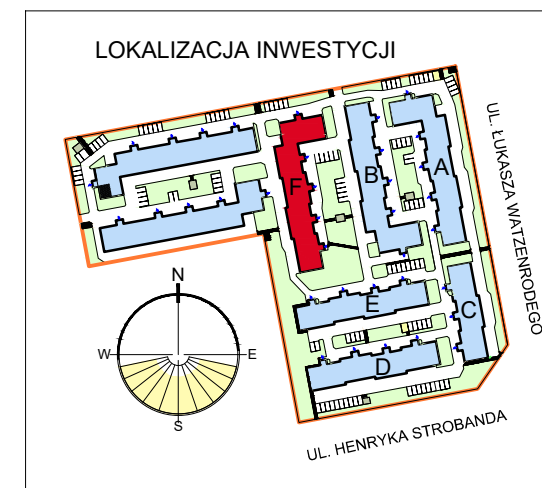 LOKALIZACJA INWESTYCJI
UL. ŁUKASZA WATZENRODEGO
A
B
F
C
E
D
N
W
E
S
UL. HENRYKA STROBANDA